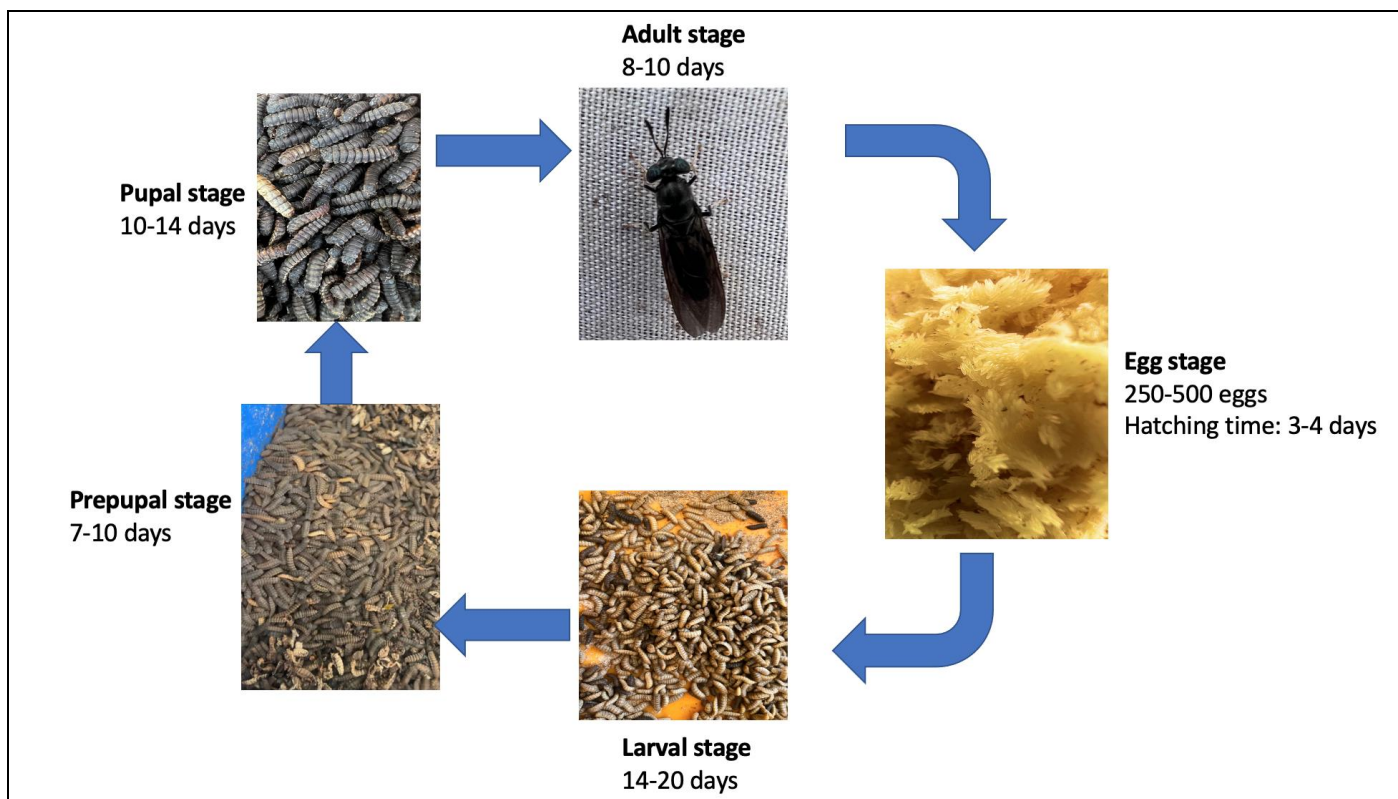 Adult stage
8-10 days
Pupal stage
10-14 days
Egg stage
250-500 eggs
Hatching time: 3-4 days
Prepupal stage
7-10 days
Larval stage
14-20 days